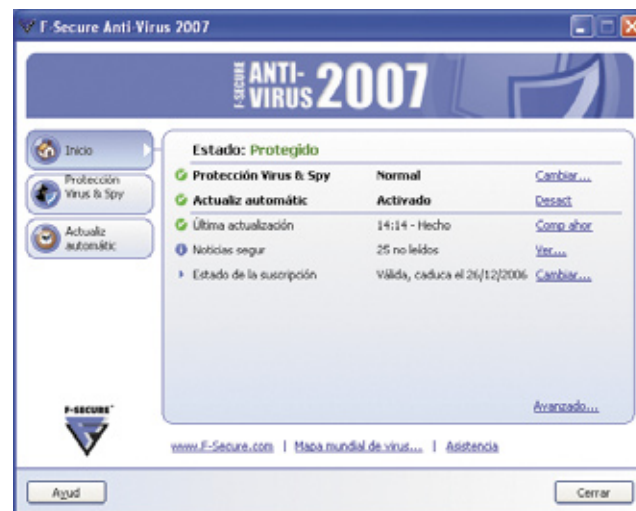 F-Secure Anti-Virus 2007
F-SECURE ANTI-VIRUS 2007
Inicio
Protección Virus & Spy
Actualiz automátic
Estado: Protegido
Protección Virus & Spy Normal Cambiar...
Actualiz automátic Activado Desact
Última actualización 14:14 - Hecho Comp ahor
Noticias segur 25 no leídos Ver...
Estado de la suscripción Válida, caduca el 26/12/2006 Cambiar...
Avanzado...
F-SECURE
www.F-Secure.com | Mapa mundial de virus... | Asistencia
Ayud Cerrar